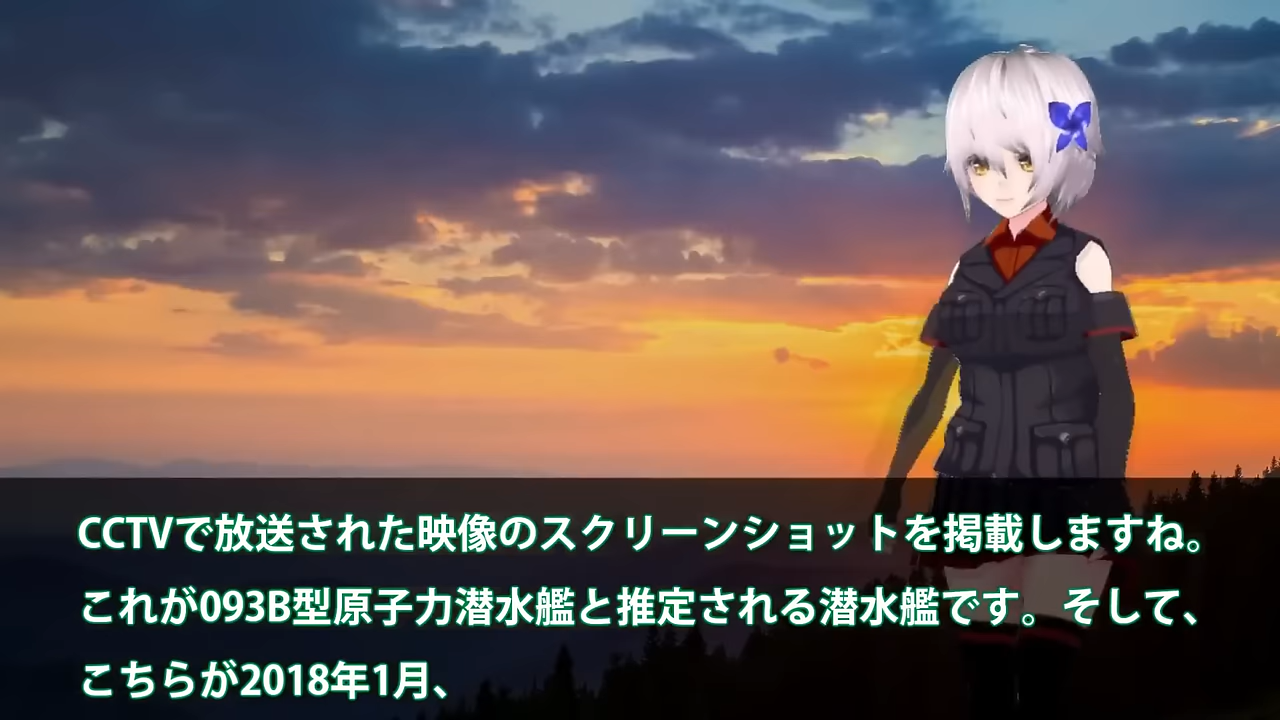 CCTVで放送された映像のスクリーンショットを掲載しますね。
これが093B型原子力潜水艦と推定される潜水艦です。そして、
こちらが2018年1月、